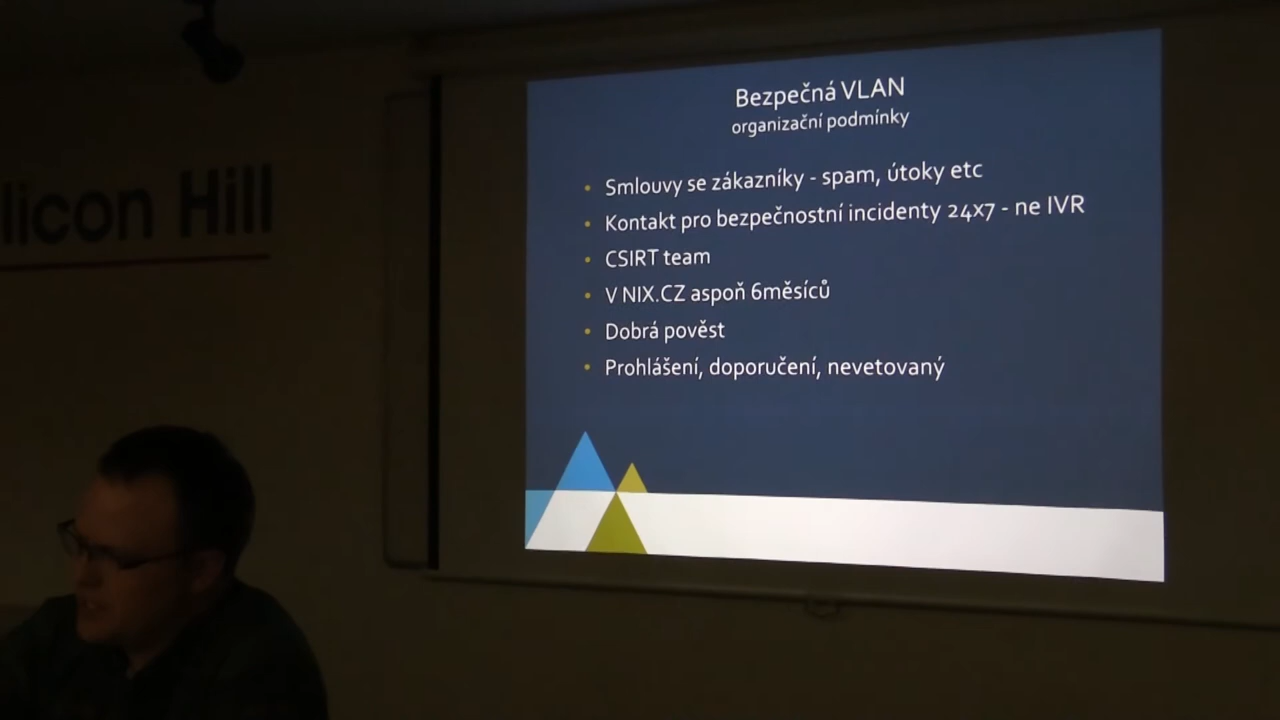 licon Hill
Bezpečná VLAN
organizační podmínky
• Smlouvy se zákazníky - spam, útoky etc
• Kontakt pro bezpečnostní incidenty 24x7 - ne IVR
• CSIRT team
• V NIX.CZ aspoň 6měsíců
• Dobrá pověst
• Prohlášení, doporučení, nevetovaný